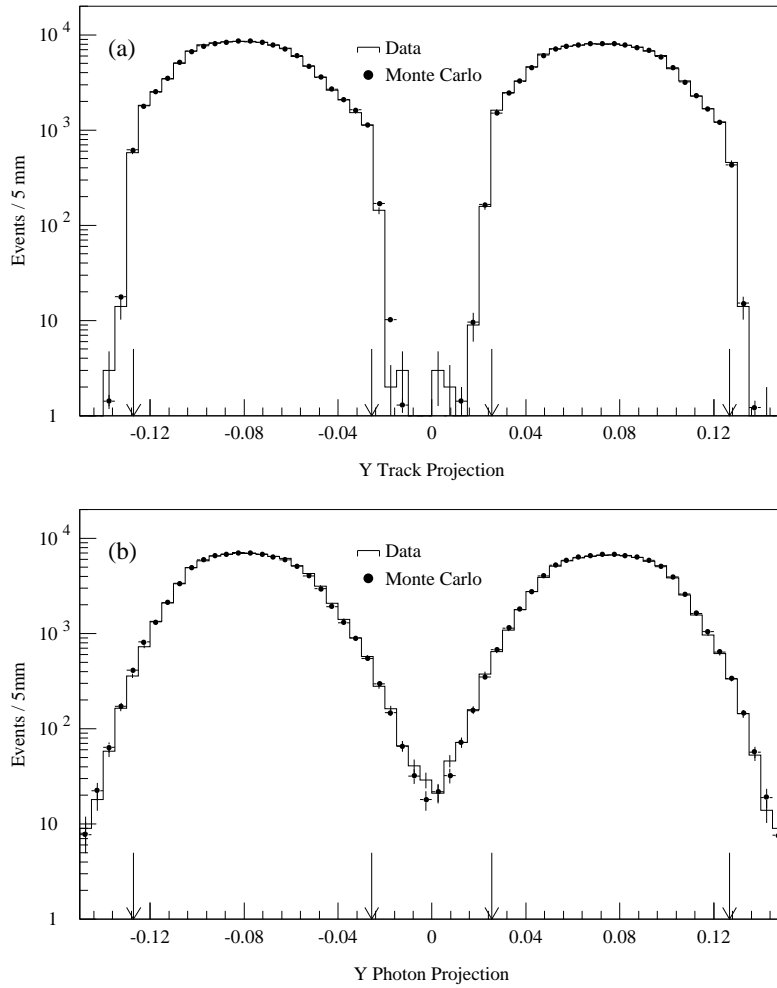 (a)
Data
Monte Carlo
Events / 5 mm
10^4
10^3
10^2
10
1
-0.12 -0.08 -0.04 0 0.04 0.08 0.12
Y Track Projection
(b)
Data
Monte Carlo
Events / 5mm
10^4
10^3
10^2
10
1
-0.12 -0.08 -0.04 0 0.04 0.08 0.12
Y Photon Projection